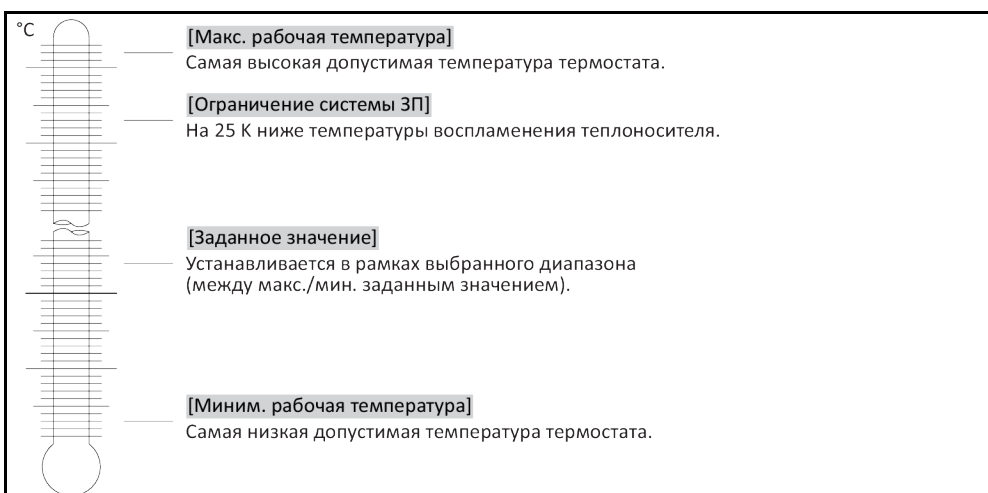 °C
[Макс. рабочая температура]
Самая высокая допустимая температура термостата.
[Ограничение системы ЗП]
На 25 K ниже температуры воспламенения теплоносителя.
[Заданное значение]
Устанавливается в рамках выбранного диапазона
(между макс./мин. заданным значением).
[Миним. рабочая температура]
Самая низкая допустимая температура термостата.